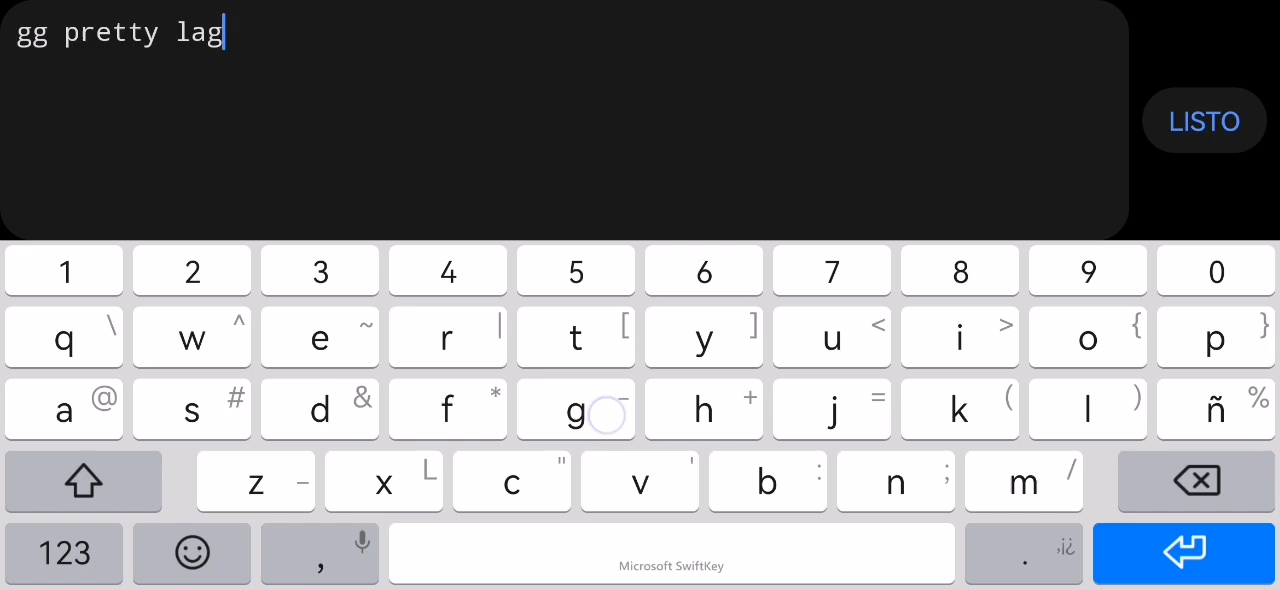 gg pretty lag
LISTO
1 2 3 4 5 6 7 8 9 0
q \ w ^ e ~ r | t [ y ] u < i > o { p }
a @ s # d & f * g – h + j = k ( l ) ñ %
z _ x L c " v ' b : n ; m /
123 , . ,¡¿
Microsoft SwiftKey